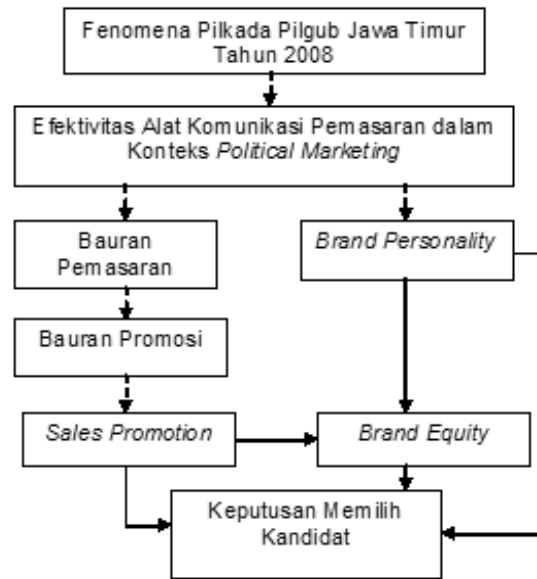 Fenomena Pilkada Pilgub Jawa Timur
Tahun 2008
Efektivitas Alat Komunikasi Pemasaran dalam
Konteks Political Marketing
Bauran
Pemasaran
Brand Personality
Bauran Promosi
Sales Promotion
Brand Equity
Keputusan Memilih
Kandidat